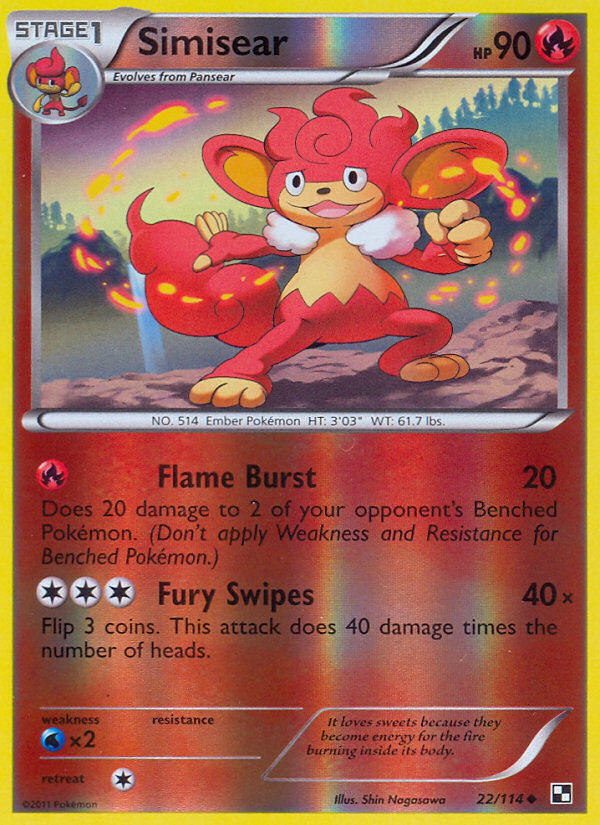 STAGE1
Simisear
HP 90
Evolves from Pansear
NO. 514 Ember Pokémon HT: 3'03" WT: 61.7 lbs.
Flame Burst 20
Does 20 damage to 2 of your opponent's Benched
Pokémon. (Don't apply Weakness and Resistance for
Benched Pokémon.)
Fury Swipes 40×
Flip 3 coins. This attack does 40 damage times the
number of heads.
weakness resistance
×2
It loves sweets because they
become energy for the fire
burning inside its body.
retreat
©2011 Pokémon
Illus. Shin Nagasawa 22/114